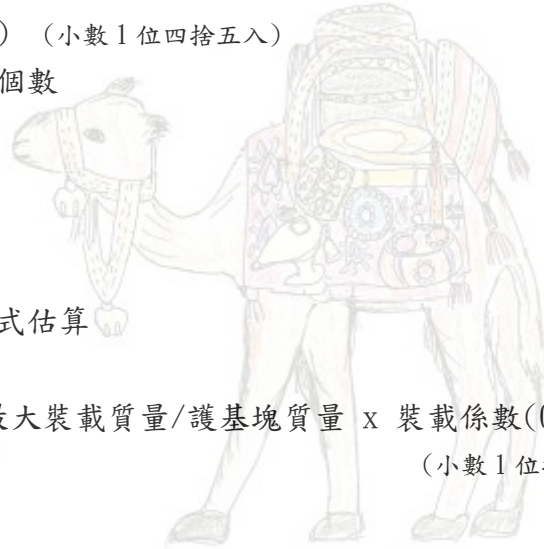 ) (小數1位四捨五入)
個數
式估算
大裝載質量/護基塊質量 x 裝載係數(
(小數1位